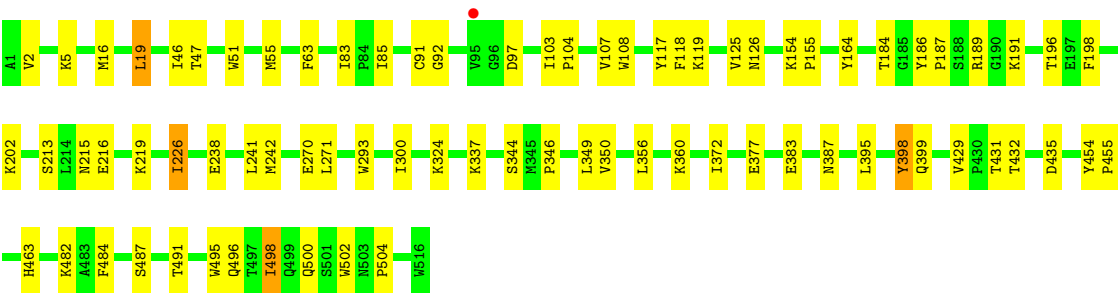 A1 V2 K5 M16 L19 I46 T47 W51 M55 F63 I83 P84 I85 C91 G92 V95 G96 D97 I103 P104 V107 W108 Y117 F118 K119 V125 N126 K154 P155 Y164 T184 G185 Y186 P187 S188 R189 G190 K191 T196 E197 F198
K202 S213 L214 N215 E216 K219 I226 E238 L241 M242 E270 L271 W293 I300 K324 K337 S344 M345 P346 L349 V350 L356 K360 I372 E377 E383 N387 L395 Y398 Q399 V429 P430 T431 T432 D435 Y454 P455
H463 K482 A483 F484 S487 T491 W495 Q496 T497 I498 Q499 Q500 S501 W502 N503 P504 W516